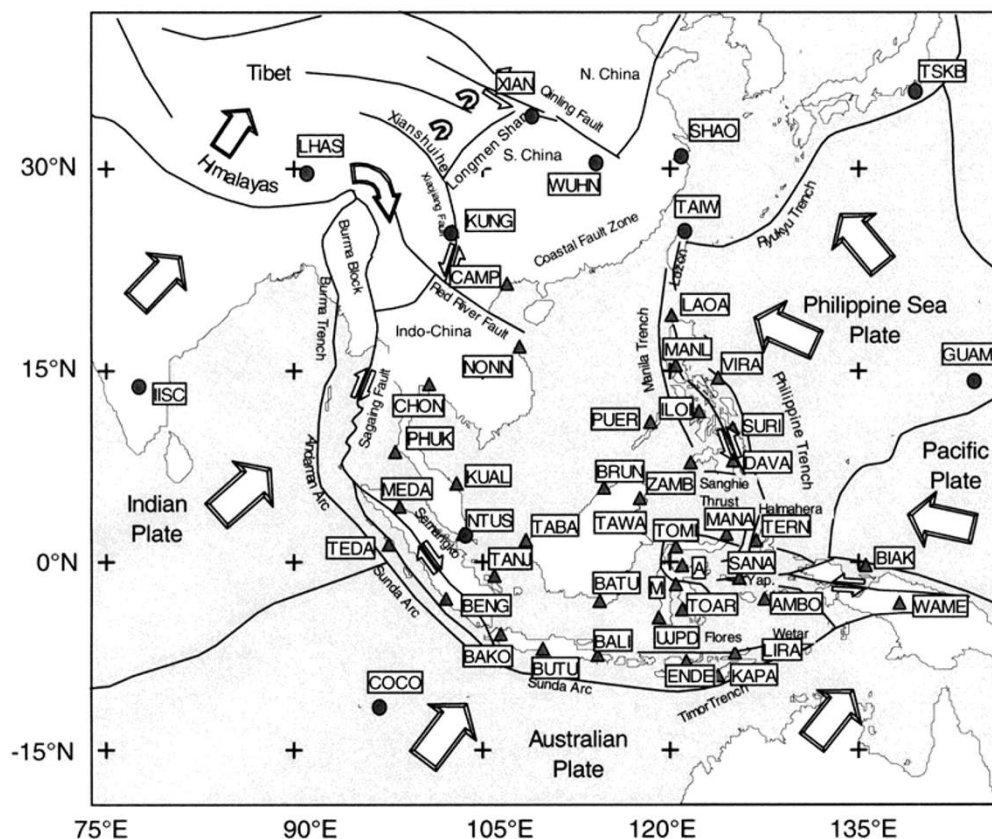 Tibet
XIAN
N. China
TSKB
Qinling Fault
LHAS
Xianshuihe
Longmen Shan
S. China
SHAO
30°N
Himalayas
WUHN
Xiaojiang Fault
KUNG
TAIW
Ryukyu Trench
Burma Block
Coastal Fault Zone
Luzon
CAMP
Burma Trench
Red River Fault
LAOA
Philippine Sea
Plate
Indo-China
Manila Trench
MANL
NONN
VIRA
GUAM
15°N
IISC
Sagaing Fault
CHON
PUER
ILOI
SURI
Philippine Trench
PHUK
Andaman Arc
DAVA
Pacific
Plate
BRUN
ZAMB
Sanghie
Thrust
KUAL
MEDA
Indian
Plate
Semangko
NTUS
TABA
TAWA
MANA
Halmahera
TERN
TOMI
TEDA
TANJ
SANA
BIAK
0°N
A
Yap.
Sunda Arc
BATU
M
BENG
TOAR
AMBO
WAME
BALI
UJPD
Flores
Wetar
LIRA
BAKO
BUTU
Sunda Arc
ENDE
KAPA
COCO
Timor Trench
Australian
Plate
-15°N
75°E
90°E
105°E
120°E
135°E